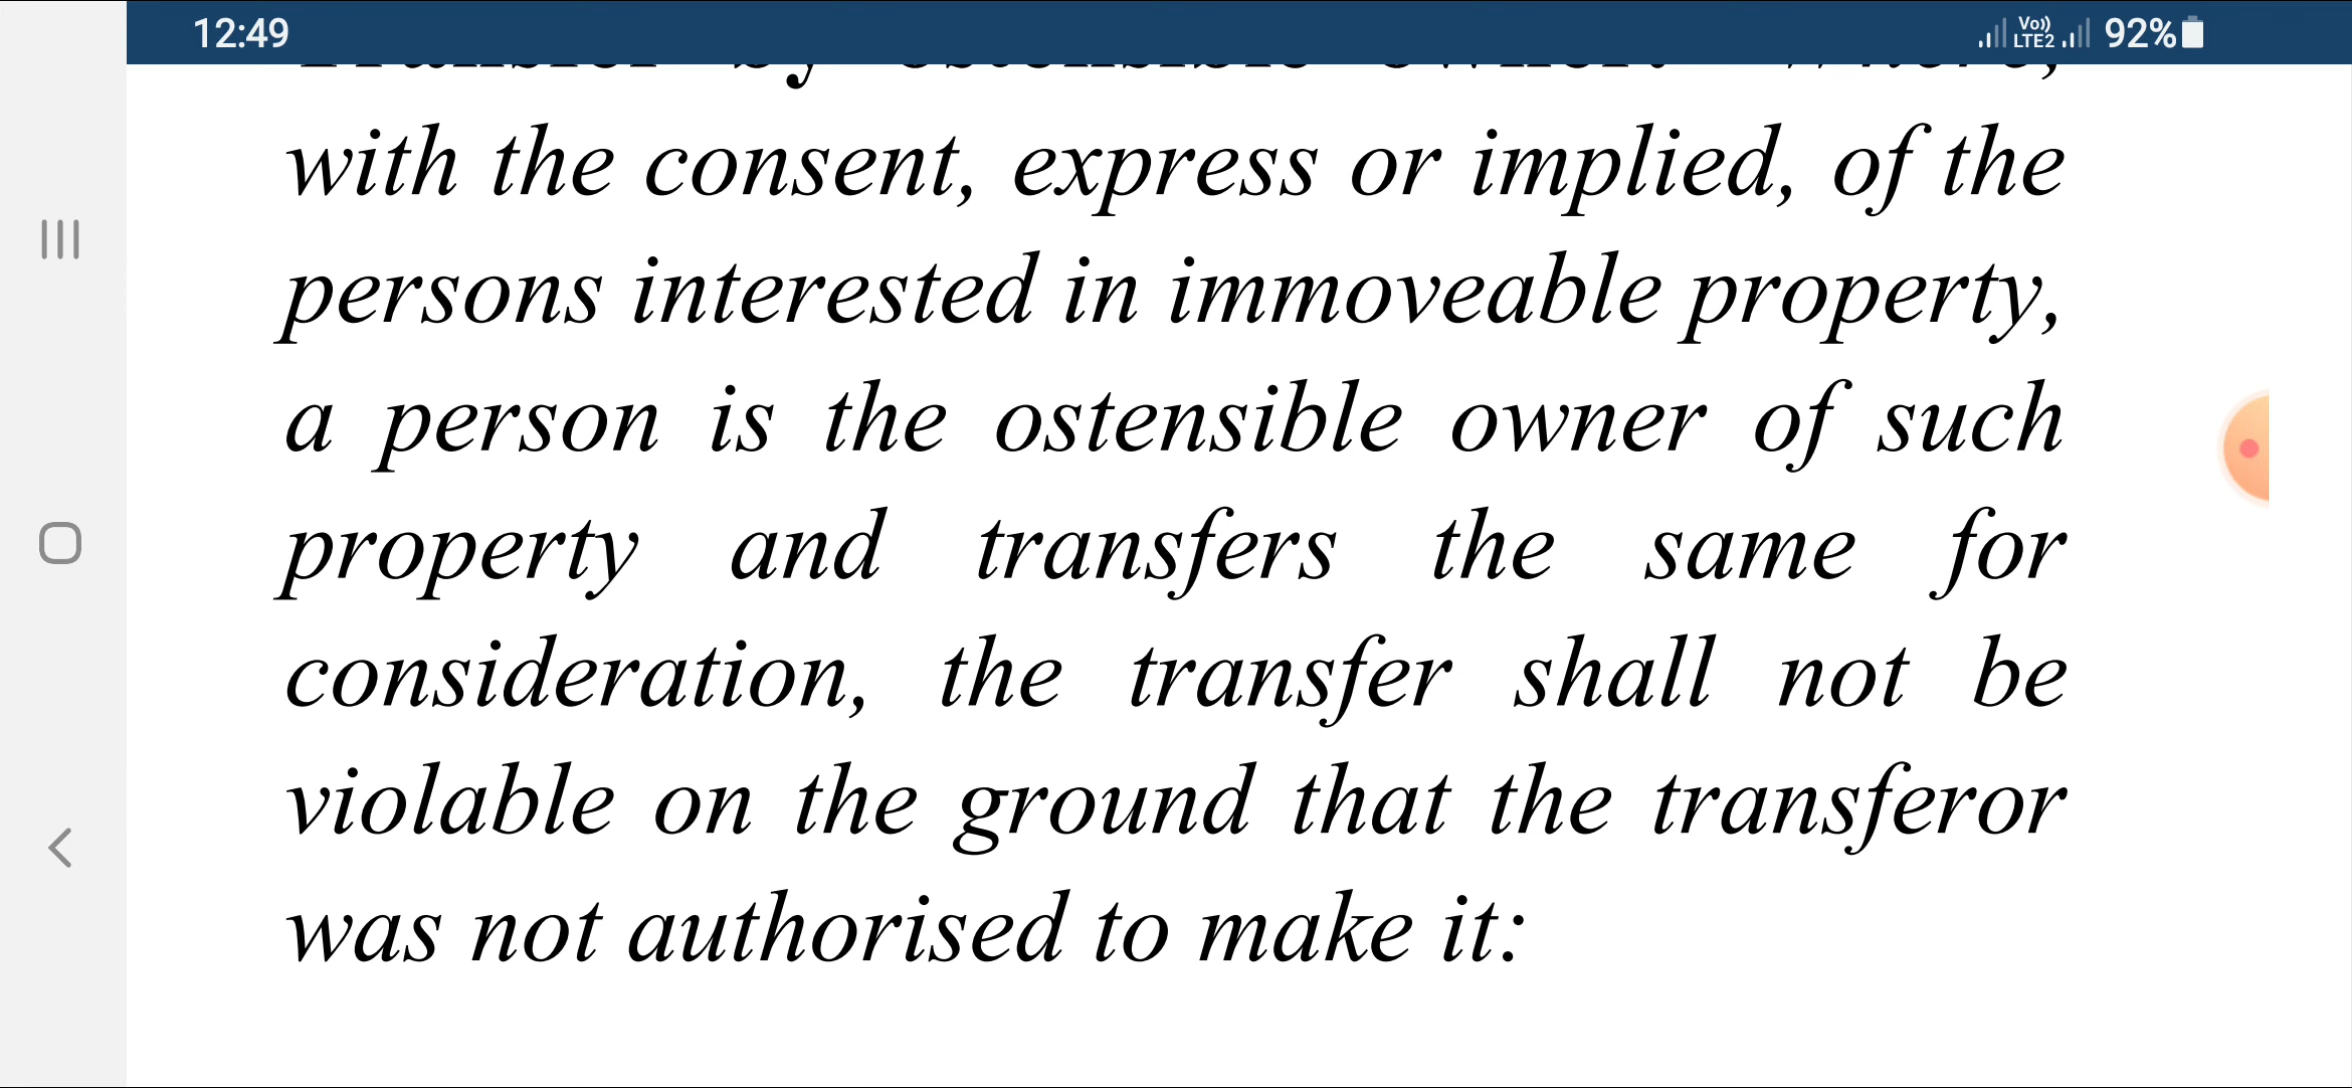 12:49
Vo)) LTE2 92%
with the consent, express or implied, of the
persons interested in immoveable property,
a person is the ostensible owner of such
property and transfers the same for
consideration, the transfer shall not be
violable on the ground that the transferor
was not authorised to make it: